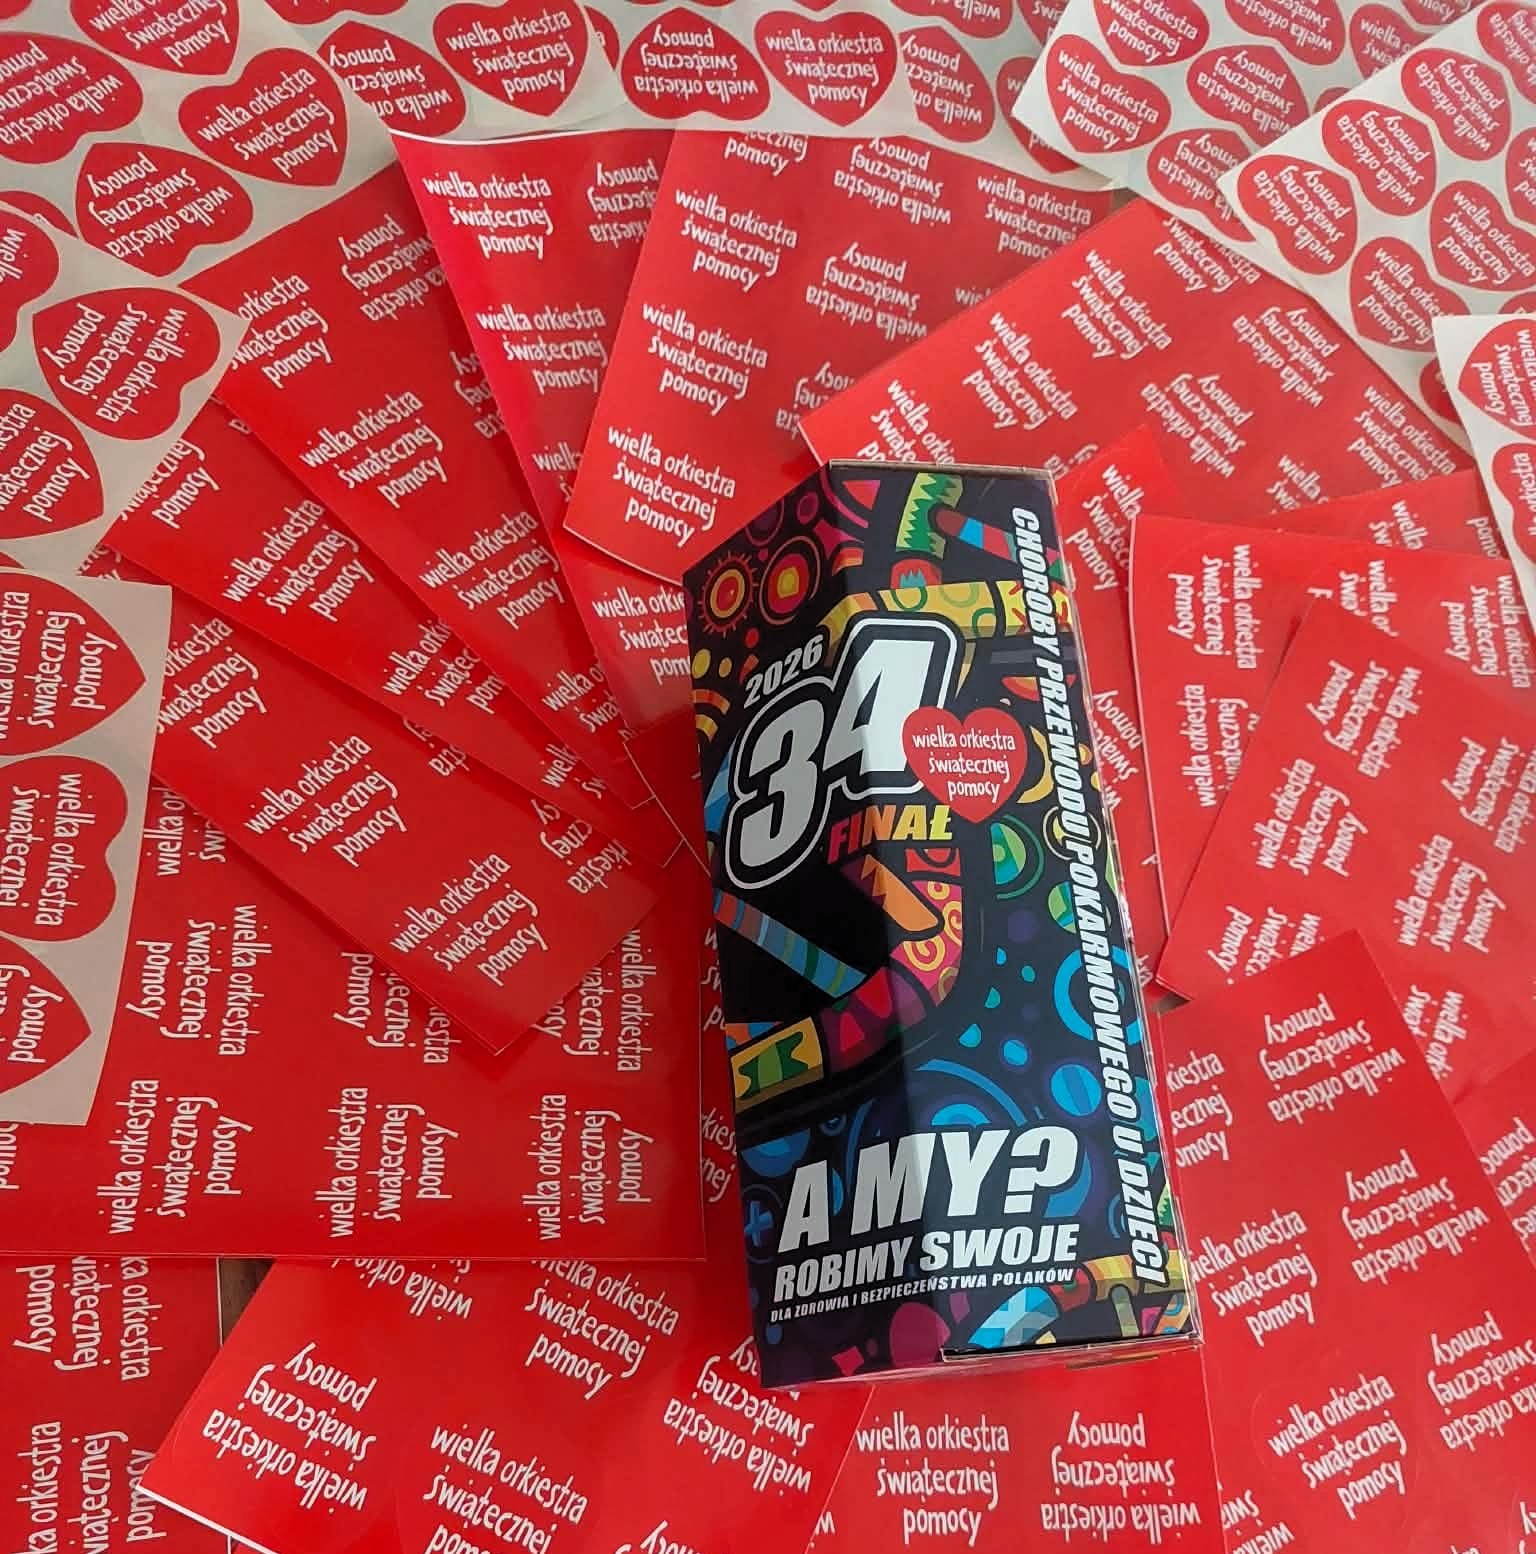 wielka orkiestra
świątecznej
pomocy
2026
34
FINAŁ
wielka orkiestra
świątecznej
pomocy
CHOROBY PRZEWODU POKARMOWEGO U DZIECI
A MY?
ROBIMY SWOJE
DLA ZDROWIA I BEZPIECZEŃSTWA POLAKÓW